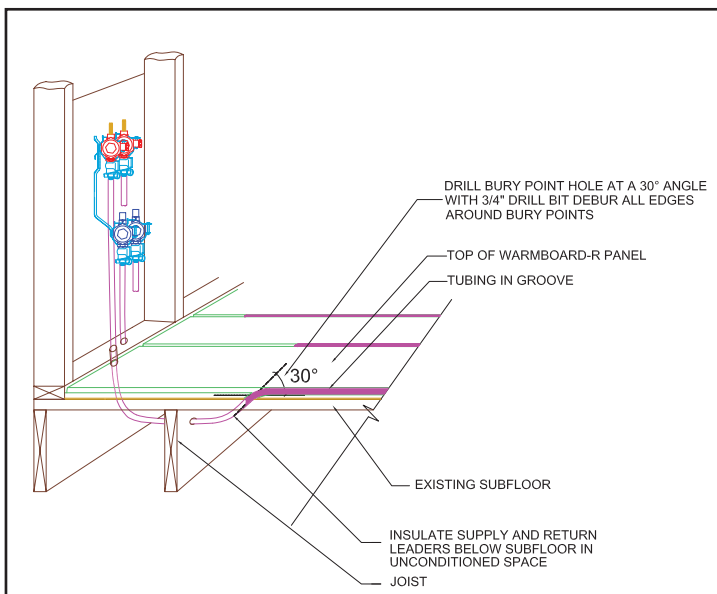 DRILL BURY POINT HOLE AT A 30° ANGLE
WITH 3/4" DRILL BIT DEBUR ALL EDGES
AROUND BURY POINTS
TOP OF WARMBOARD-R PANEL
TUBING IN GROOVE
30°
EXISTING SUBFLOOR
INSULATE SUPPLY AND RETURN
LEADERS BELOW SUBFLOOR IN
UNCONDITIONED SPACE
JOIST